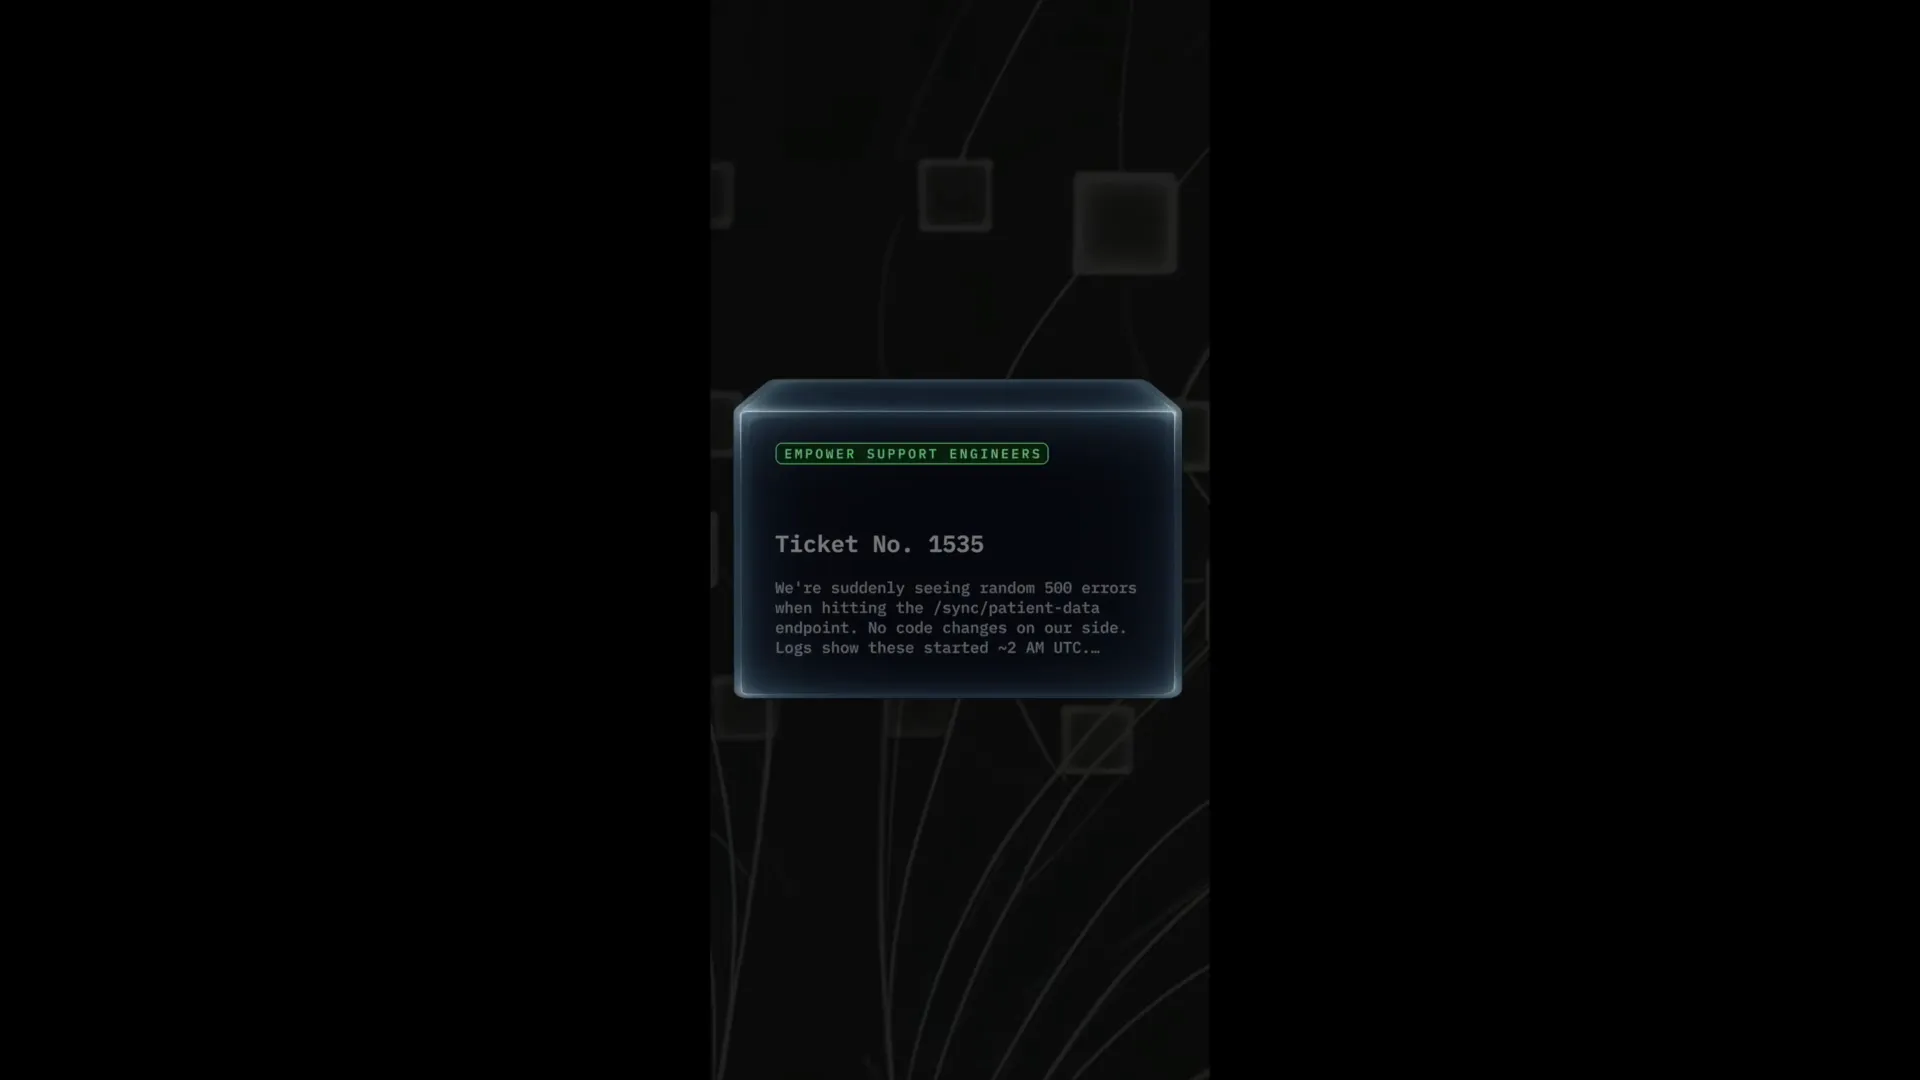 EMPOWER SUPPORT ENGINEERS
Ticket No. 1535
We're suddenly seeing random 500 errors
when hitting the /sync/patient-data
endpoint. No code changes on our side.
Logs show these started ~2 AM UTC.…